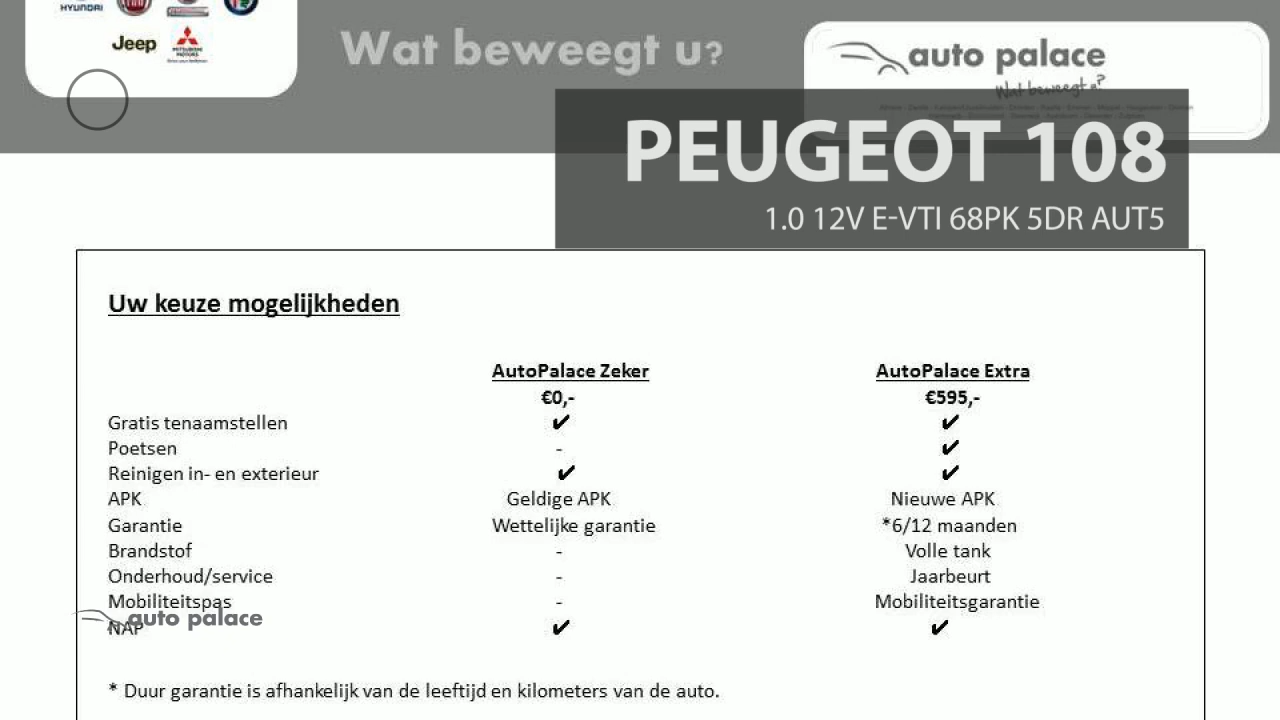 HYUNDAI
Jeep
MITSUBISHI MOTORS
Wat beweegt u?
auto palace
Wat beweegt u?
PEUGEOT 108
1.0 12V E-VTI 68PK 5DR AUT5
Uw keuze mogelijkheden
AutoPalace Zeker AutoPalace Extra
€0,- €595,-
Gratis tenaamstellen ✔ ✔
Poetsen - ✔
Reinigen in- en exterieur ✔ ✔
APK Geldige APK Nieuwe APK
Garantie Wettelijke garantie *6/12 maanden
Brandstof - Volle tank
Onderhoud/service - Jaarbeurt
Mobiliteitspas - Mobiliteitsgarantie
auto palace
NAP ✔ ✔
* Duur garantie is afhankelijk van de leeftijd en kilometers van de auto.